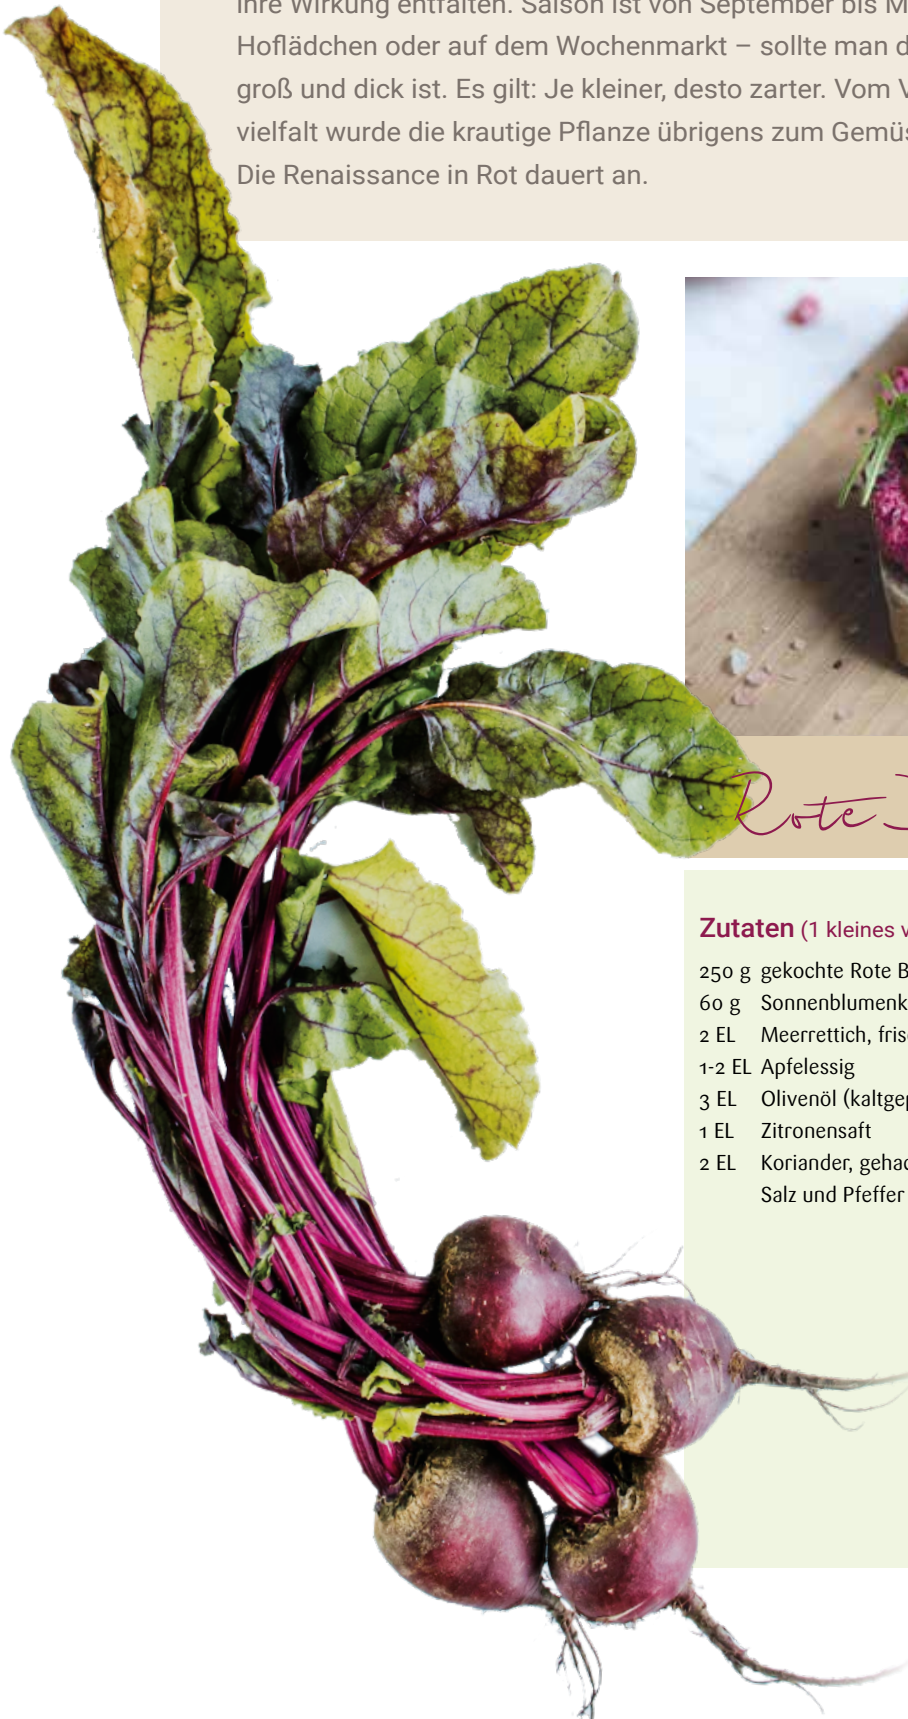 Ihre Wirkung entfalten. Saison ist von September bis M
Hoflädchen oder auf dem Wochenmarkt – sollte man d
groß und dick ist. Es gilt: Je kleiner, desto zarter. Vom V
vielfalt wurde die krautige Pflanze übrigens zum Gemüs
Die Renaissance in Rot dauert an.
Rote
Zutaten (1 kleines v
250 g gekochte Rote B
60 g Sonnenblumenk
2 EL Meerrettich, fris
1-2 EL Apfelessig
3 EL Olivenöl (kaltgep
1 EL Zitronensaft
2 EL Koriander, gehac
Salz und Pfeffer